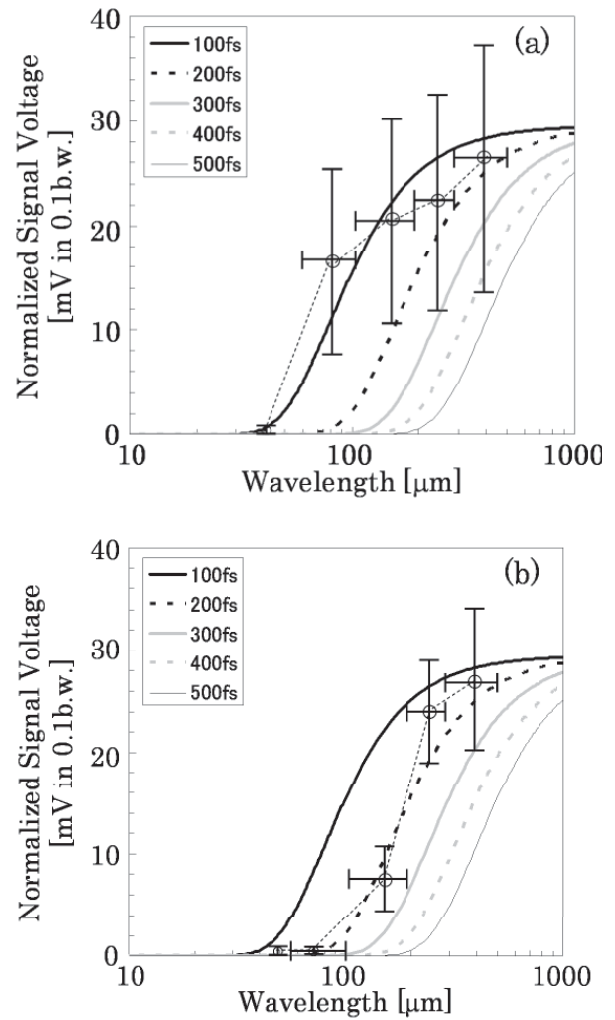 40
(a)
100fs
200fs
300fs
400fs
500fs
30
20
10
0
Normalized Signal Voltage
[mV in 0.1b.w.]
10
100
1000
Wavelength [μm]
40
(b)
100fs
200fs
300fs
400fs
500fs
30
20
10
0
Normalized Signal Voltage
[mV in 0.1b.w.]
10
100
1000
Wavelength [μm]